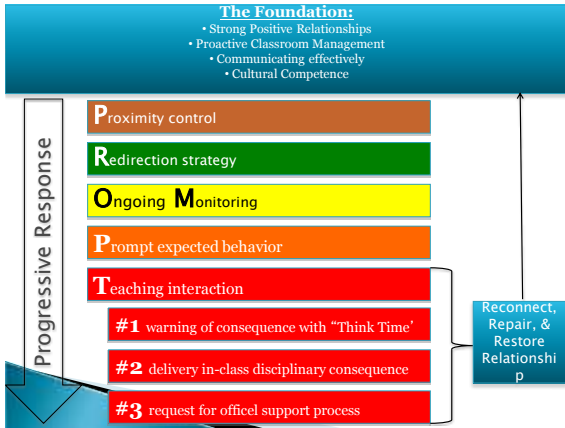 The Foundation:
• Strong Positive Relationships
• Proactive Classroom Management
• Communicating effectively
• Cultural Competence
Progressive Response
Proximity control
Redirection strategy
Ongoing Monitoring
Prompt expected behavior
Teaching interaction
#1 warning of consequence with “Think Time’
#2 delivery in-class disciplinary consequence
#3 request for officel support process
Reconnect,
Repair, &
Restore
Relationshi
p